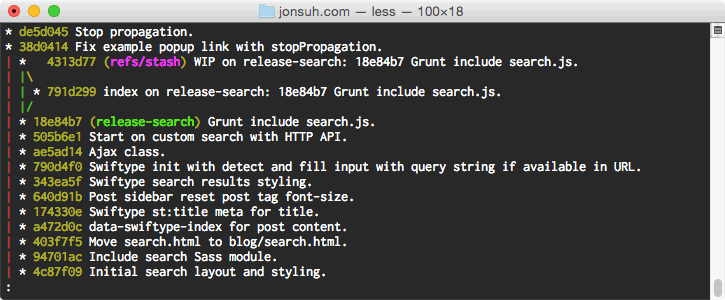 jonsuh.com — less — 100×18
* de5d045 Stop propagation.
* 38d0414 Fix example popup link with stopPropagation.
| *   4313d77 (refs/stash) WIP on release-search: 18e84b7 Grunt include search.js.
| |\
| | * 791d299 index on release-search: 18e84b7 Grunt include search.js.
| |/
| * 18e84b7 (release-search) Grunt include search.js.
| * 505b6e1 Start on custom search with HTTP API.
| * ae5ad14 Ajax class.
| * 790d4f0 Swiftype init with detect and fill input with query string if available in URL.
| * 343ea5f Swiftype search results styling.
| * 640d91b Post sidebar reset post tag font-size.
| * 174330e Swiftype st:title meta for title.
| * a472d0c data-swiftype-index for post content.
| * 403f7f5 Move search.html to blog/search.html.
| * 94701ac Include search Sass module.
| * 4c87f09 Initial search layout and styling.
: